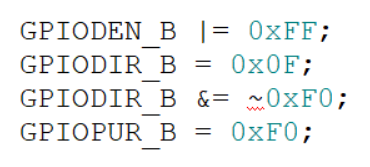 GPIODEN_B |= 0xFF;
GPIODIR_B = 0x0F;
GPIODIR_B &= ~0xF0;
GPIOPUR_B = 0xF0;